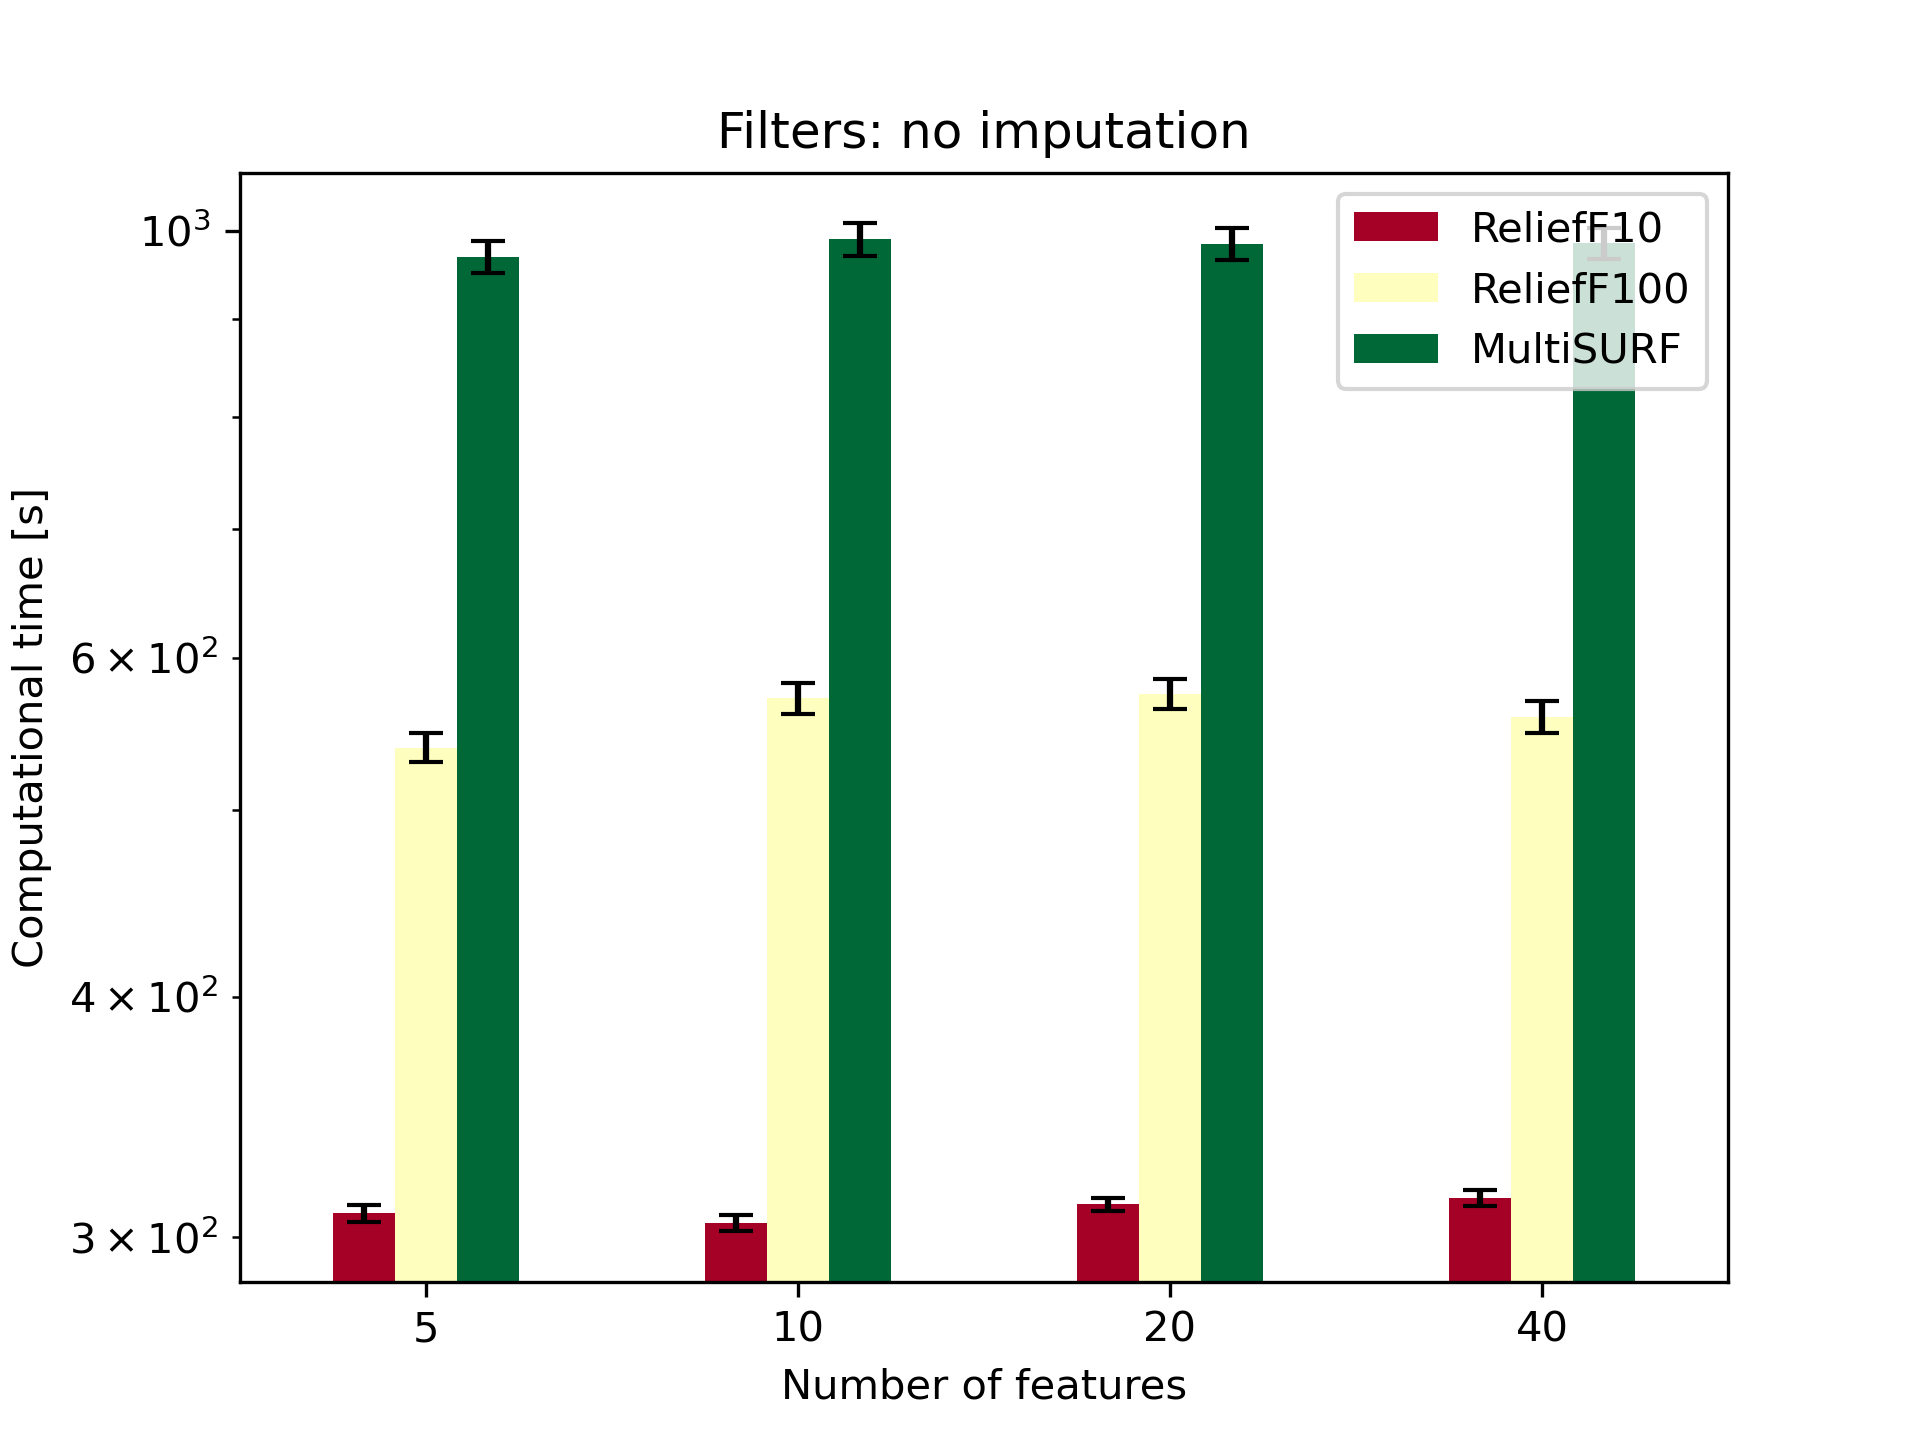 Filters: no imputation
10³
6 × 10²
4 × 10²
3 × 10²
Computational time [s]
ReliefF10
ReliefF100
MultiSURF
5 10 20 40
Number of features